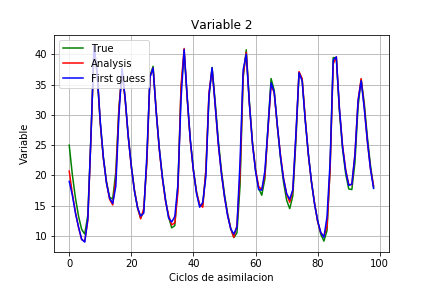 Variable 2
True
Analysis
First guess
Variable
40
35
30
25
20
15
10
0
20
40
60
80
100
Ciclos de asimilacion